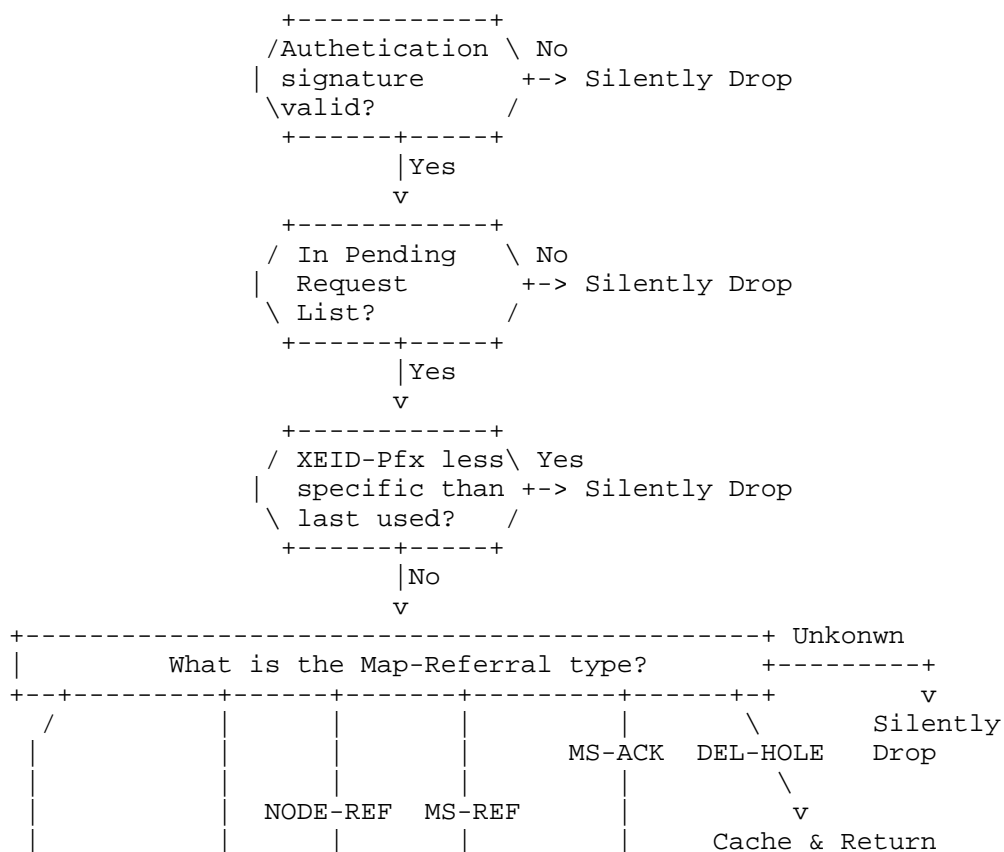 Authetication No
signature Silently Drop
valid?
Yes
v
In Pending No
Request Silently Drop
List?
Yes
v
XEID-Pfx less Yes
specific than Silently Drop
last used?
No
v
Unkonwn
What is the Map-Referral type?
v
Silently
MS-ACK DEL-HOLE Drop
NODE-REF MS-REF v
Cache & Return